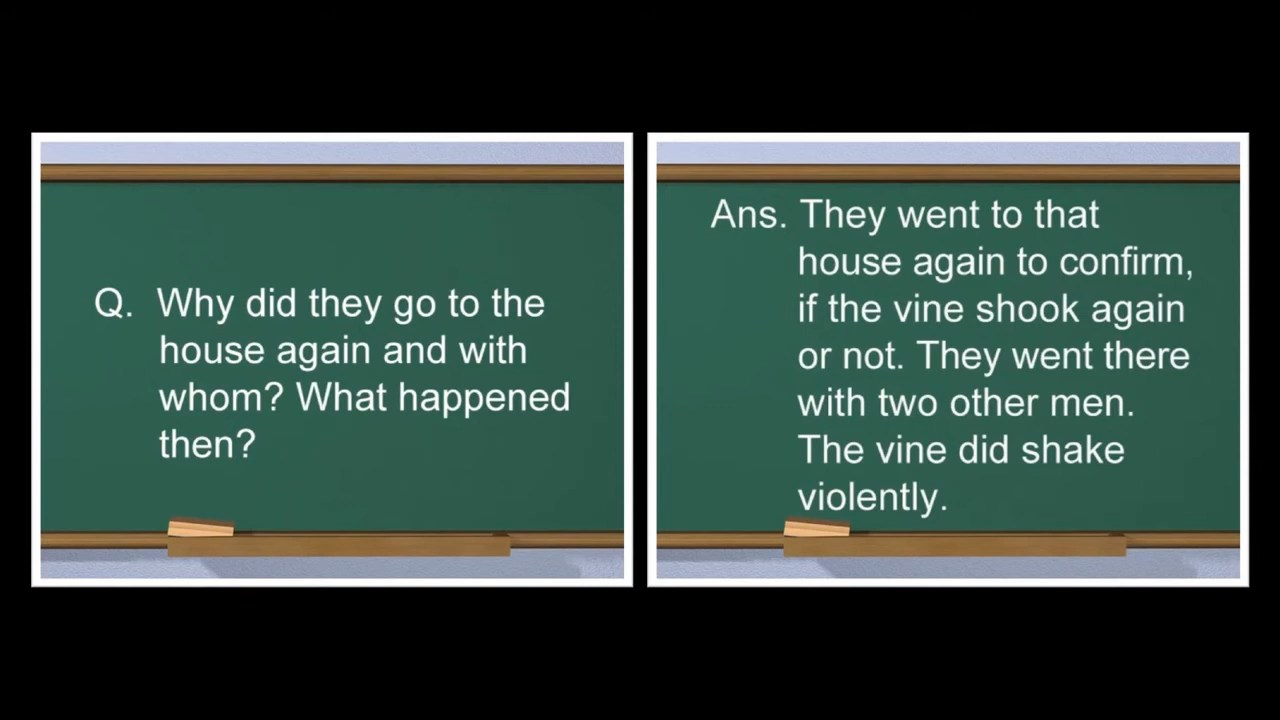 Q. Why did they go to the
house again and with
whom? What happened
then?
Ans. They went to that
house again to confirm,
if the vine shook again
or not. They went there
with two other men.
The vine did shake
violently.